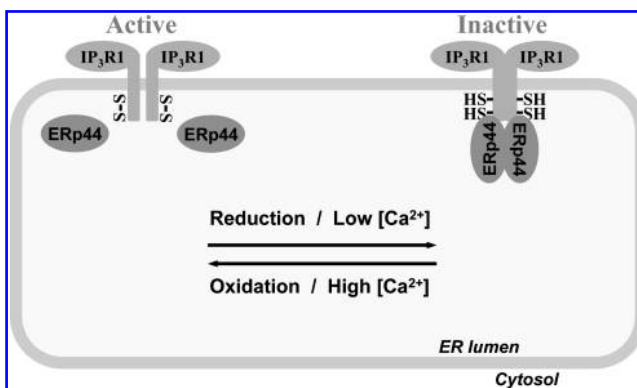 Active
Inactive
IP3R1 IP3R1
IP3R1 IP3R1
S-S
S-S
HS SH
HS SH
ERp44
ERp44
ERp44
ERp44
Reduction / Low [Ca2+]
Oxidation / High [Ca2+]
ER lumen
Cytosol